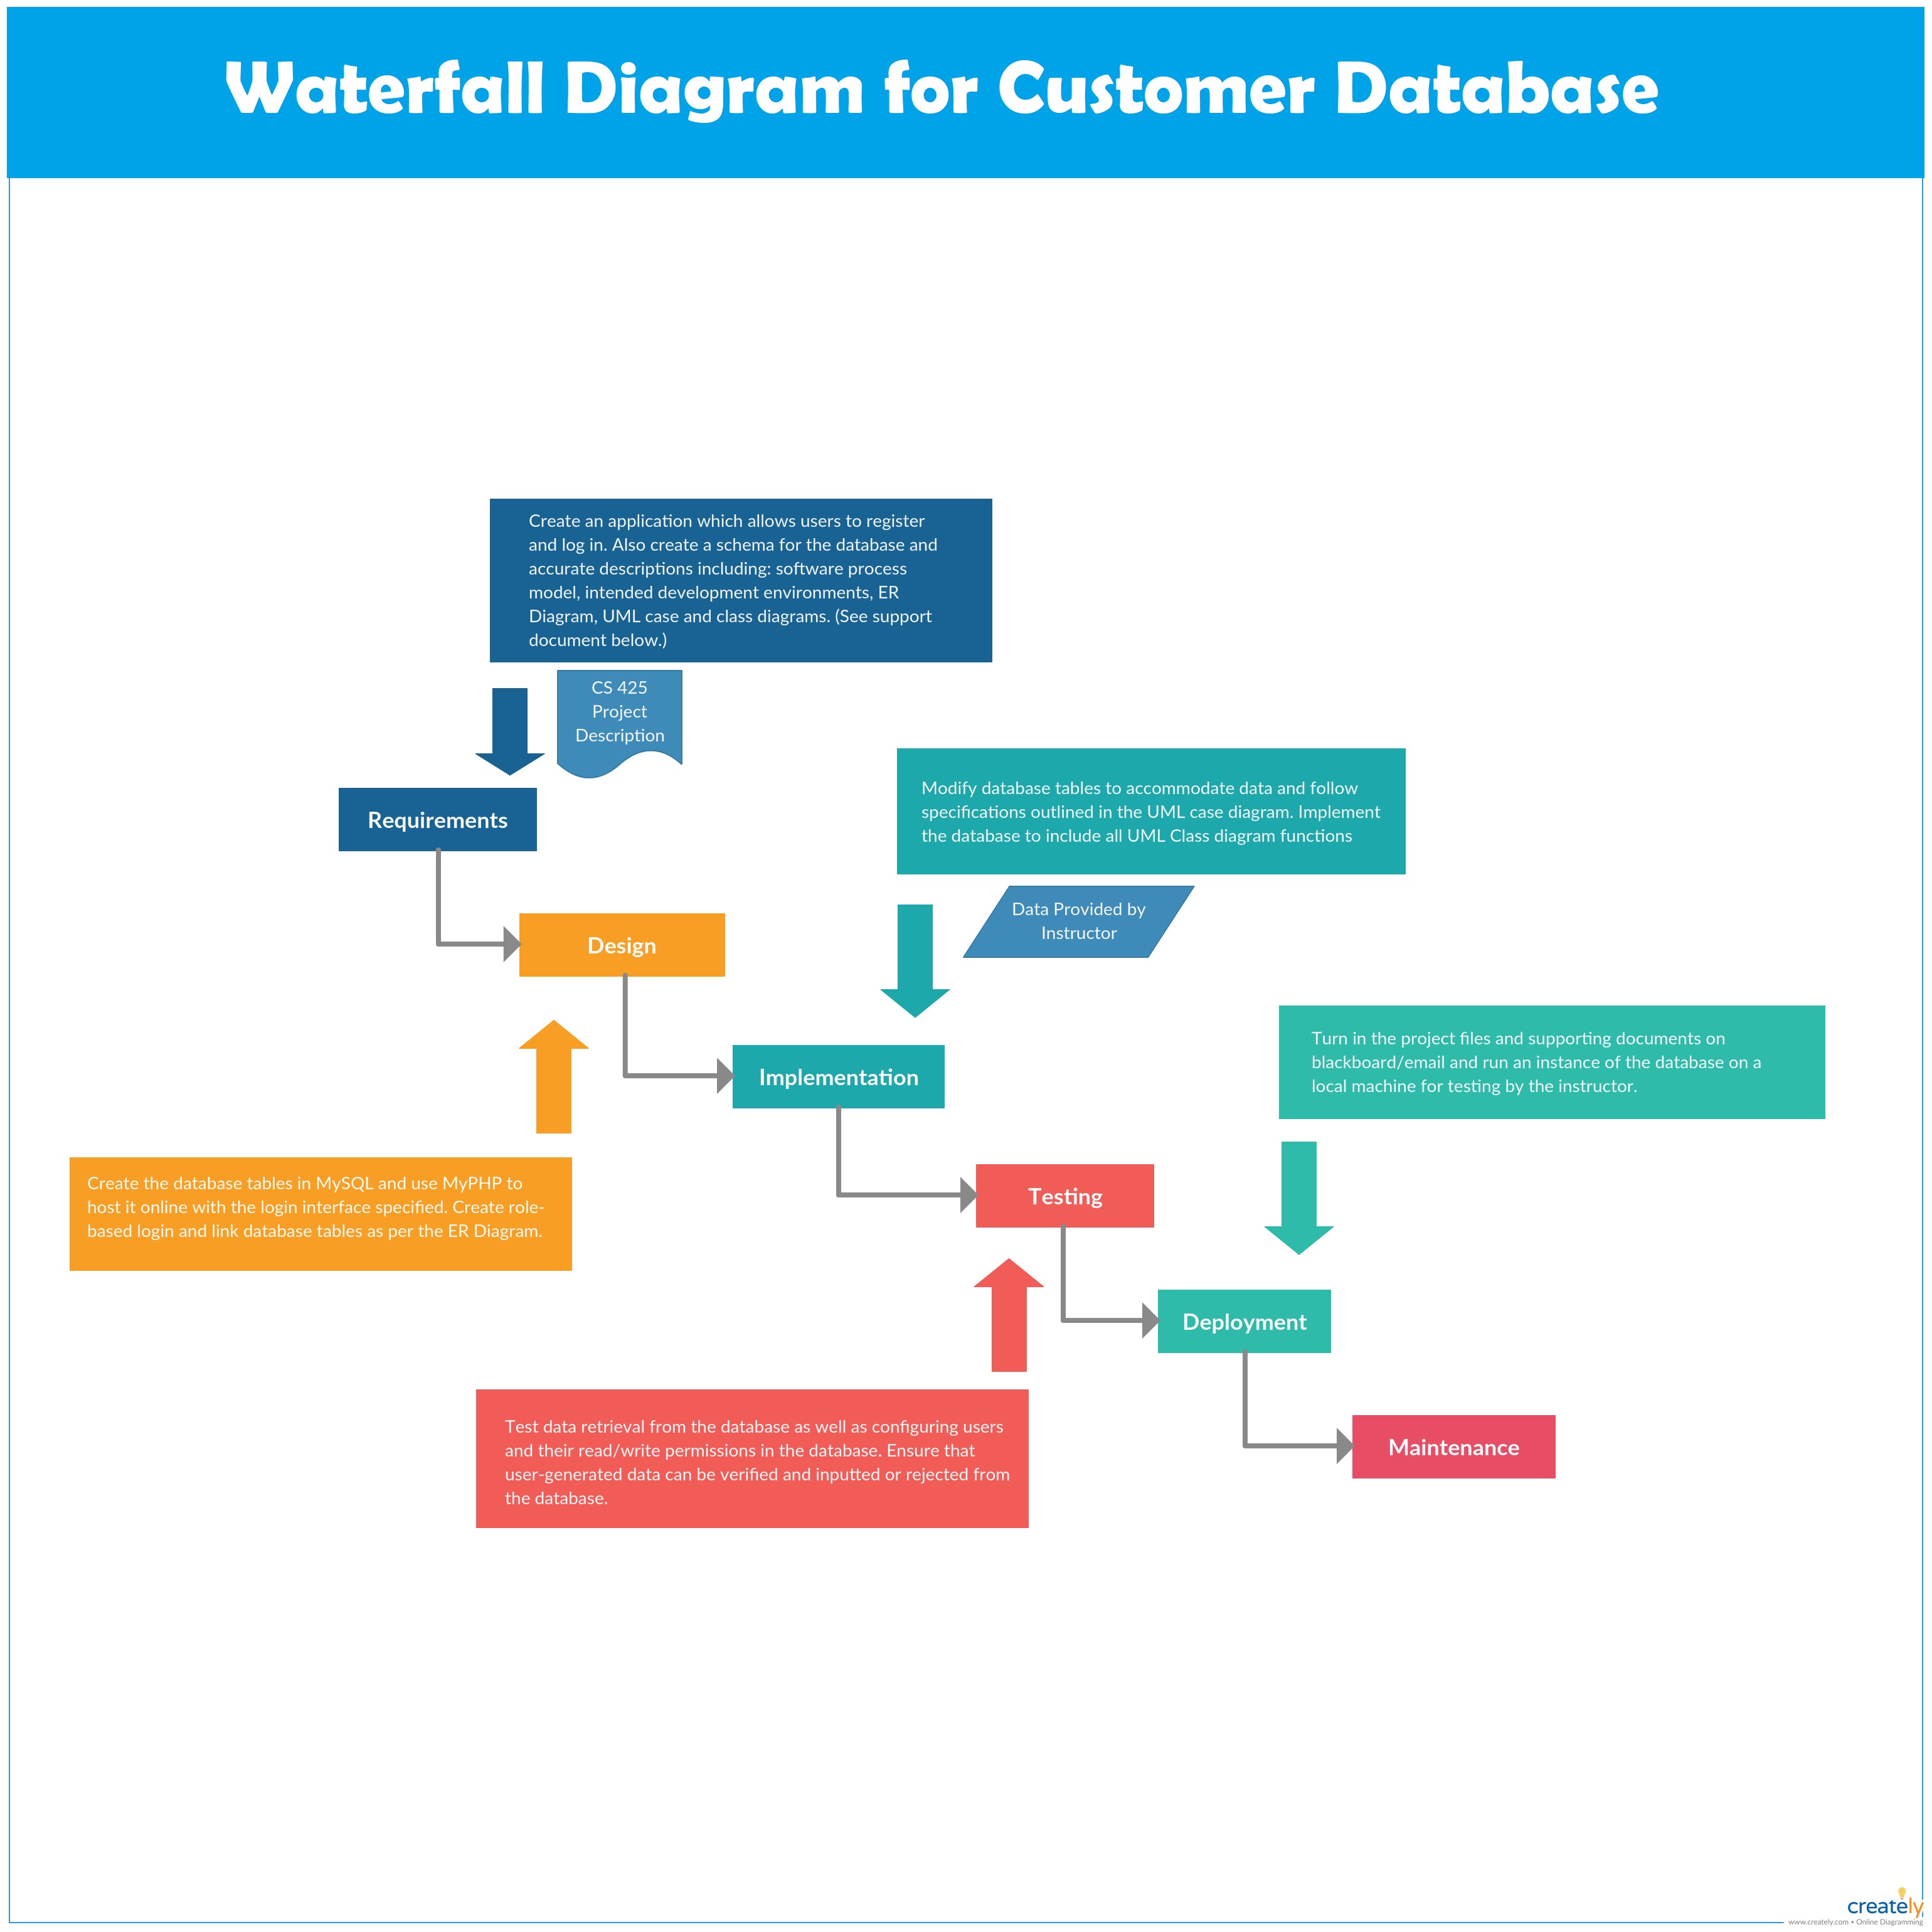 Waterfall Diagram for Customer Database
Create an application which allows users to register
and log in. Also create a schema for the database and
accurate descriptions including: software process
model, intended development environments, ER
Diagram, UML case and class diagrams. (See support
document below.)
CS 425
Project
Description
Requirements
Modify database tables to accommodate data and follow
specifications outlined in the UML case diagram. Implement
the database to include all UML Class diagram functions
Data Provided by
Instructor
Design
Implementation
Turn in the project files and supporting documents on
blackboard/email and run an instance of the database on a
local machine for testing by the instructor.
Create the database tables in MySQL and use MyPHP to
host it online with the login interface specified. Create role-
based login and link database tables as per the ER Diagram.
Testing
Deployment
Test data retrieval from the database as well as configuring users
and their read/write permissions in the database. Ensure that
user-generated data can be verified and inputted or rejected from
the database.
Maintenance
creately
www.creately.com • Online Diagramming